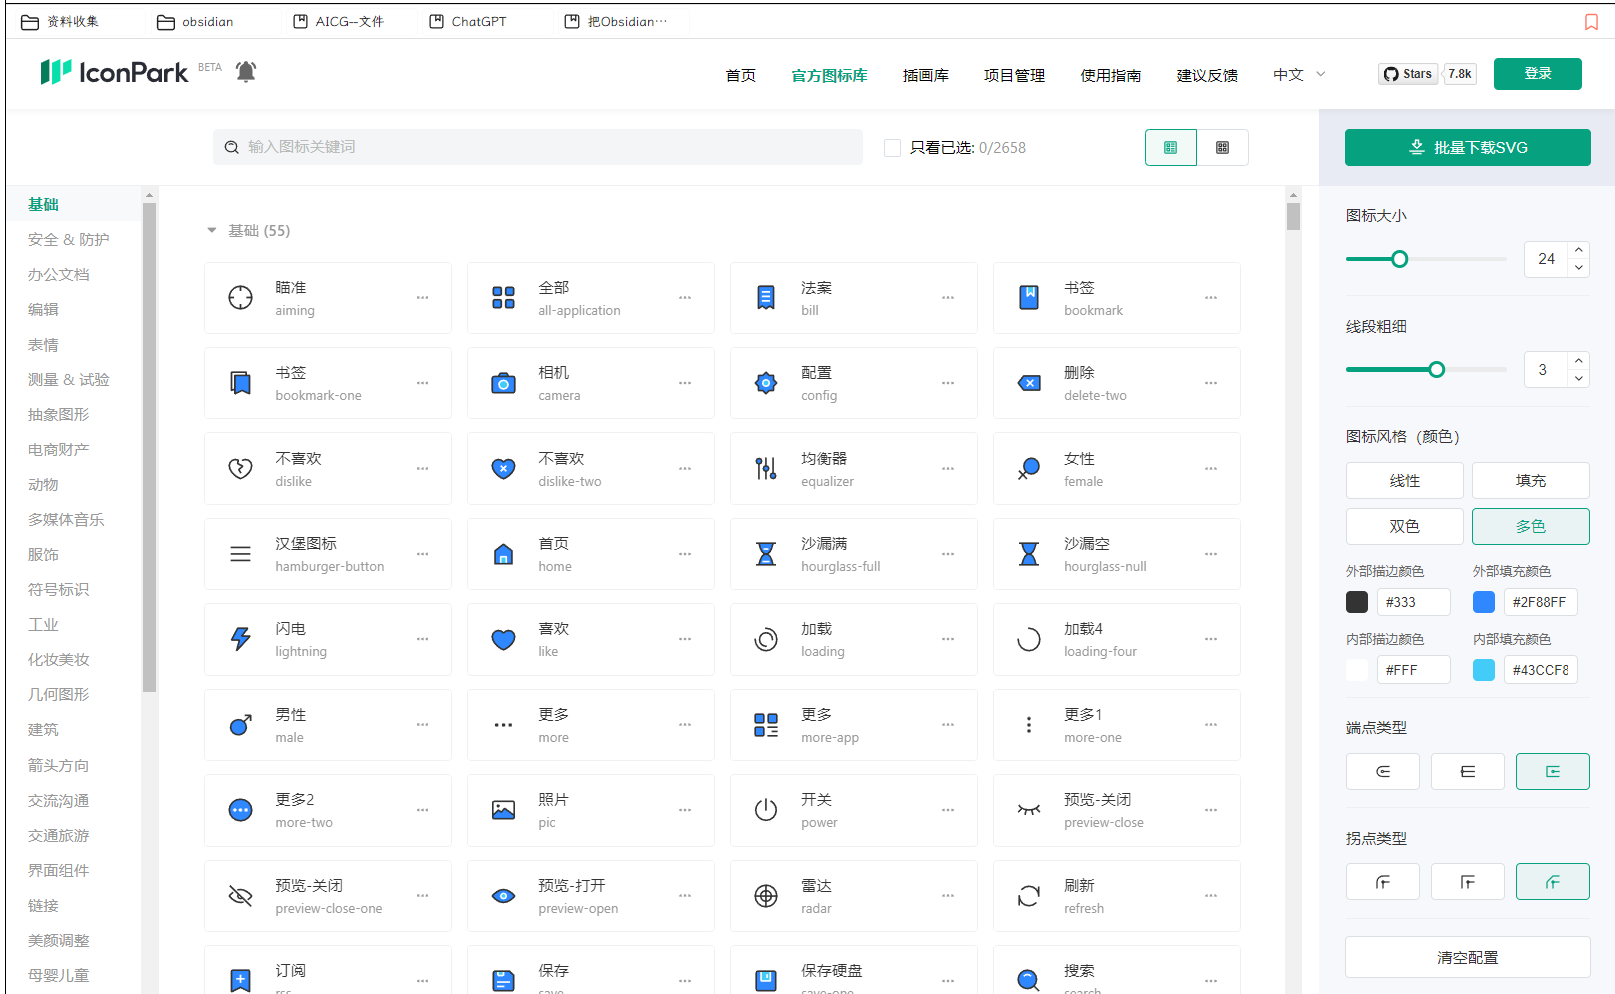 资料收集
obsidian
AICG--文件
ChatGPT
把Obsidian···
IconPark BETA
首页
官方图标库
插画库
项目管理
使用指南
建议反馈
中文
Stars
7.8k
登录
输入图标关键词
只看已选: 0/2658
批量下载SVG
基础
安全 & 防护
办公文档
编辑
表情
测量 & 试验
抽象图形
电商财产
动物
多媒体音乐
服饰
符号标识
工业
化妆美妆
几何图形
建筑
箭头方向
交流沟通
交通旅游
界面组件
链接
美颜调整
母婴儿童
基础 (55)
瞄准
aiming
全部
all-application
法案
bill
书签
bookmark
书签
bookmark-one
相机
camera
配置
config
删除
delete-two
不喜欢
dislike
不喜欢
dislike-two
均衡器
equalizer
女性
female
汉堡图标
hamburger-button
首页
home
沙漏满
hourglass-full
沙漏空
hourglass-null
闪电
lightning
喜欢
like
加载
loading
加载4
loading-four
男性
male
更多
more
更多
more-app
更多1
more-one
更多2
more-two
照片
pic
开关
power
预览-关闭
preview-close
预览-关闭
preview-close-one
预览-打开
preview-open
雷达
radar
刷新
refresh
订阅
rss
保存
save
保存硬盘
save-one
搜索
search
图标大小
24
线段粗细
3
图标风格（颜色）
线性
填充
双色
多色
外部描边颜色
外部填充颜色
#333
#2F88FF
内部描边颜色
内部填充颜色
#FFF
#43CCF8
端点类型
拐点类型
清空配置